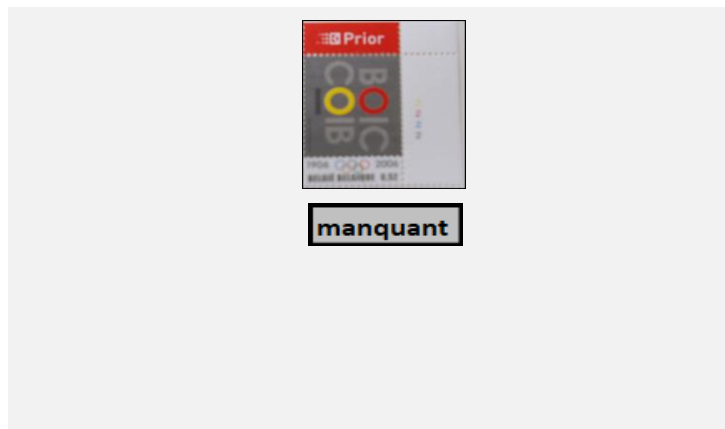 Prior
BOIC
COIB
1906 2006
BELGIË BELGIQUE 0,52
manquant